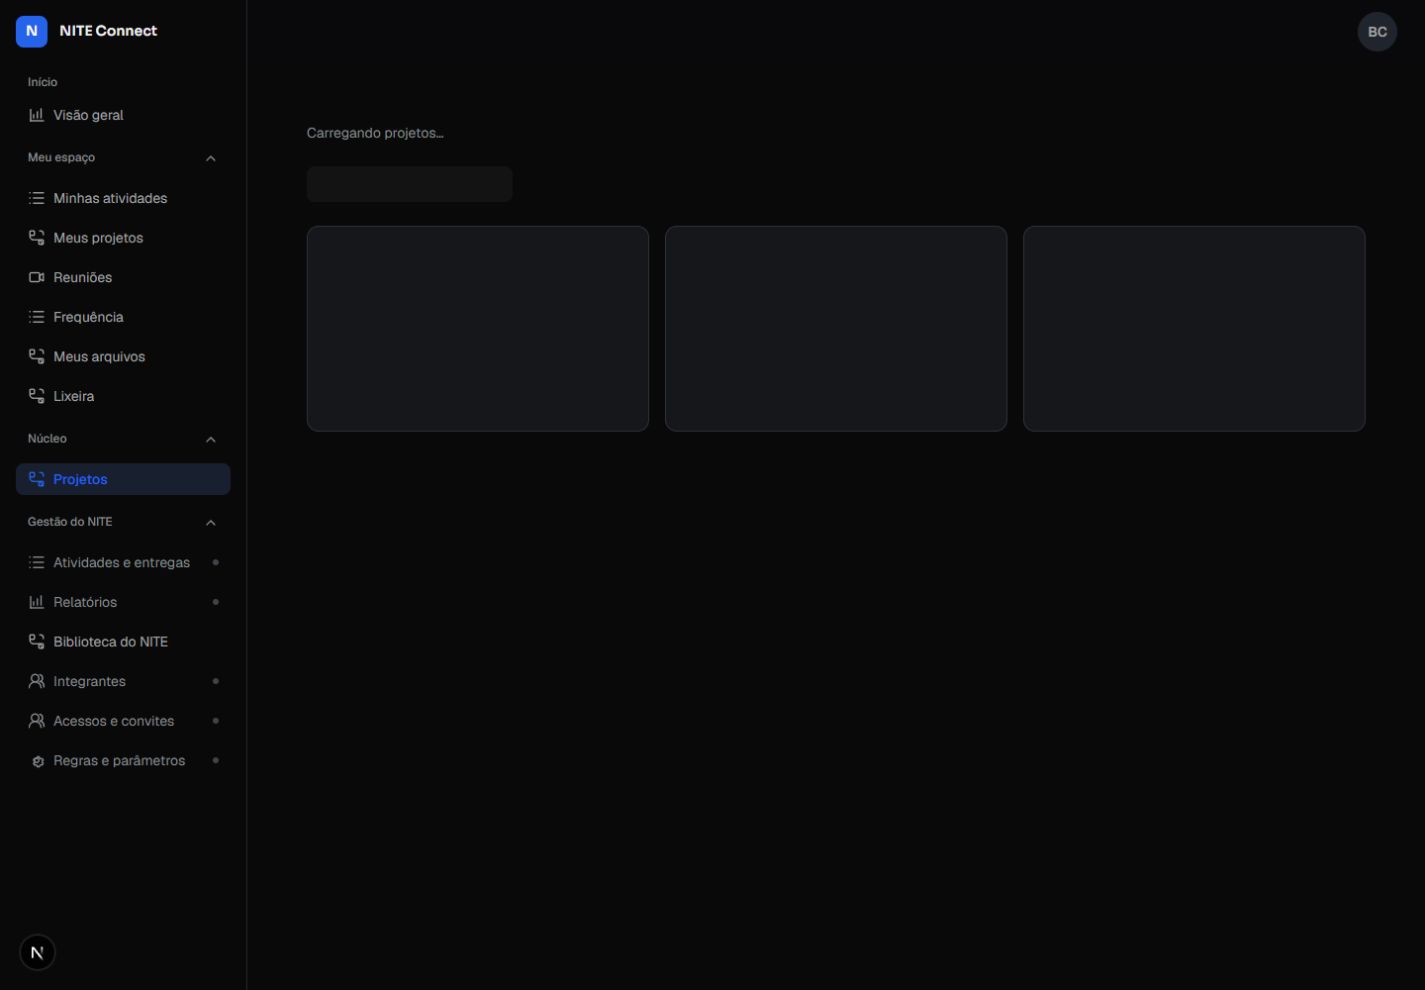 N NITE Connect
BC
Início
Visão geral
Meu espaço
Minhas atividades
Meus projetos
Reuniões
Frequência
Meus arquivos
Lixeira
Núcleo
Projetos
Gestão do NITE
Atividades e entregas
Relatórios
Biblioteca do NITE
Integrantes
Acessos e convites
Regras e parâmetros
N
Carregando projetos...